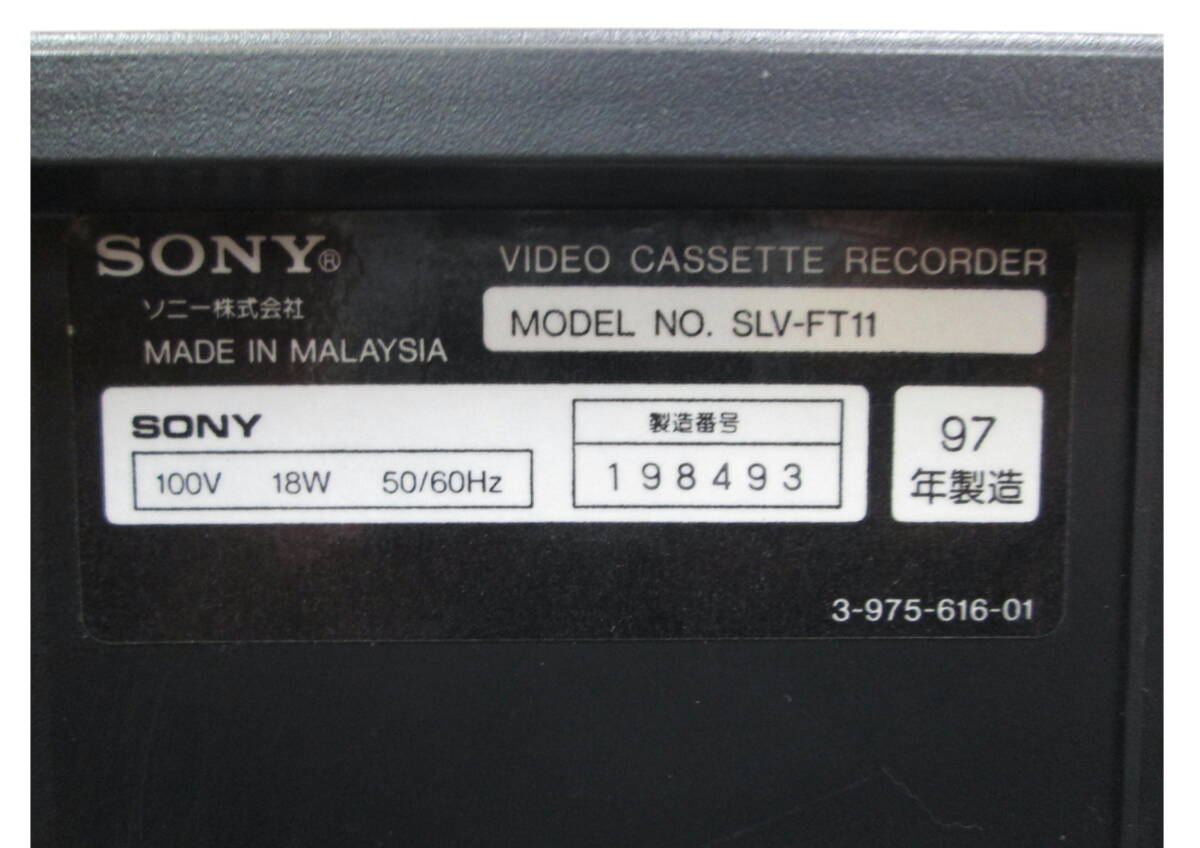 SONY®
VIDEO CASSETTE RECORDER
ソニー株式会社
MODEL NO. SLV-FT11
MADE IN MALAYSIA
SONY
100V 18W 50/60Hz
製造番号
198493
97
年製造
3-975-616-01